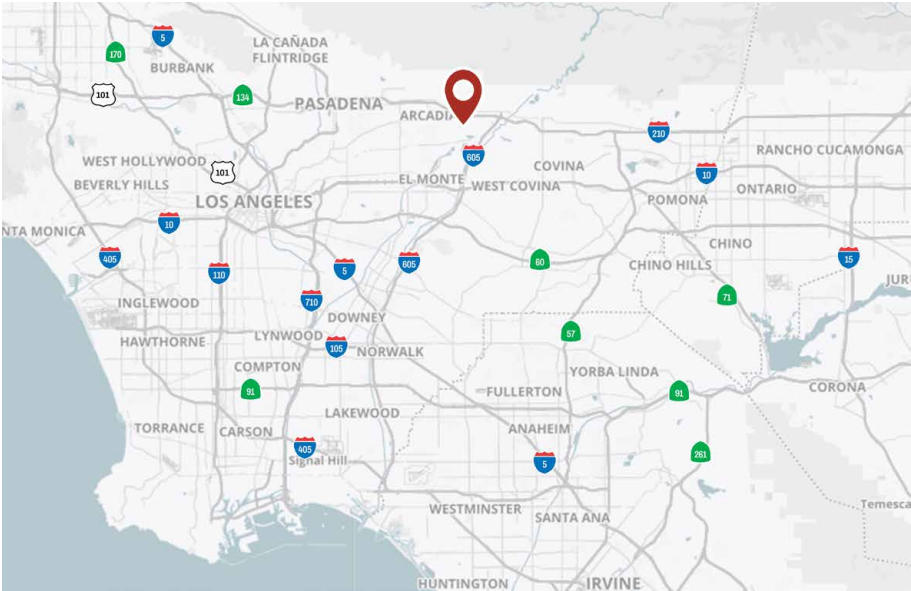 5
170
LA CAÑADA
FLINTRIDGE
BURBANK
101
134
PASADENA
ARCADIA
210
605
RANCHO CUCAMONGA
WEST HOLLYWOOD
101
COVINA
10
BEVERLY HILLS
EL MONTE
WEST COVINA
ONTARIO
LOS ANGELES
POMONA
10
NTA MONICA
CHINO
405
110
5
605
60
CHINO HILLS
15
JUR
INGLEWOOD
710
71
DOWNEY
HAWTHORNE
LYNWOOD
105
NORWALK
57
COMPTON
YORBA LINDA
91
FULLERTON
91
CORONA
LAKEWOOD
TORRANCE
CARSON
ANAHEIM
405
Signal Hill
5
261
WESTMINSTER
SANTA ANA
Temesca
HUNTINGTON
IRVINE